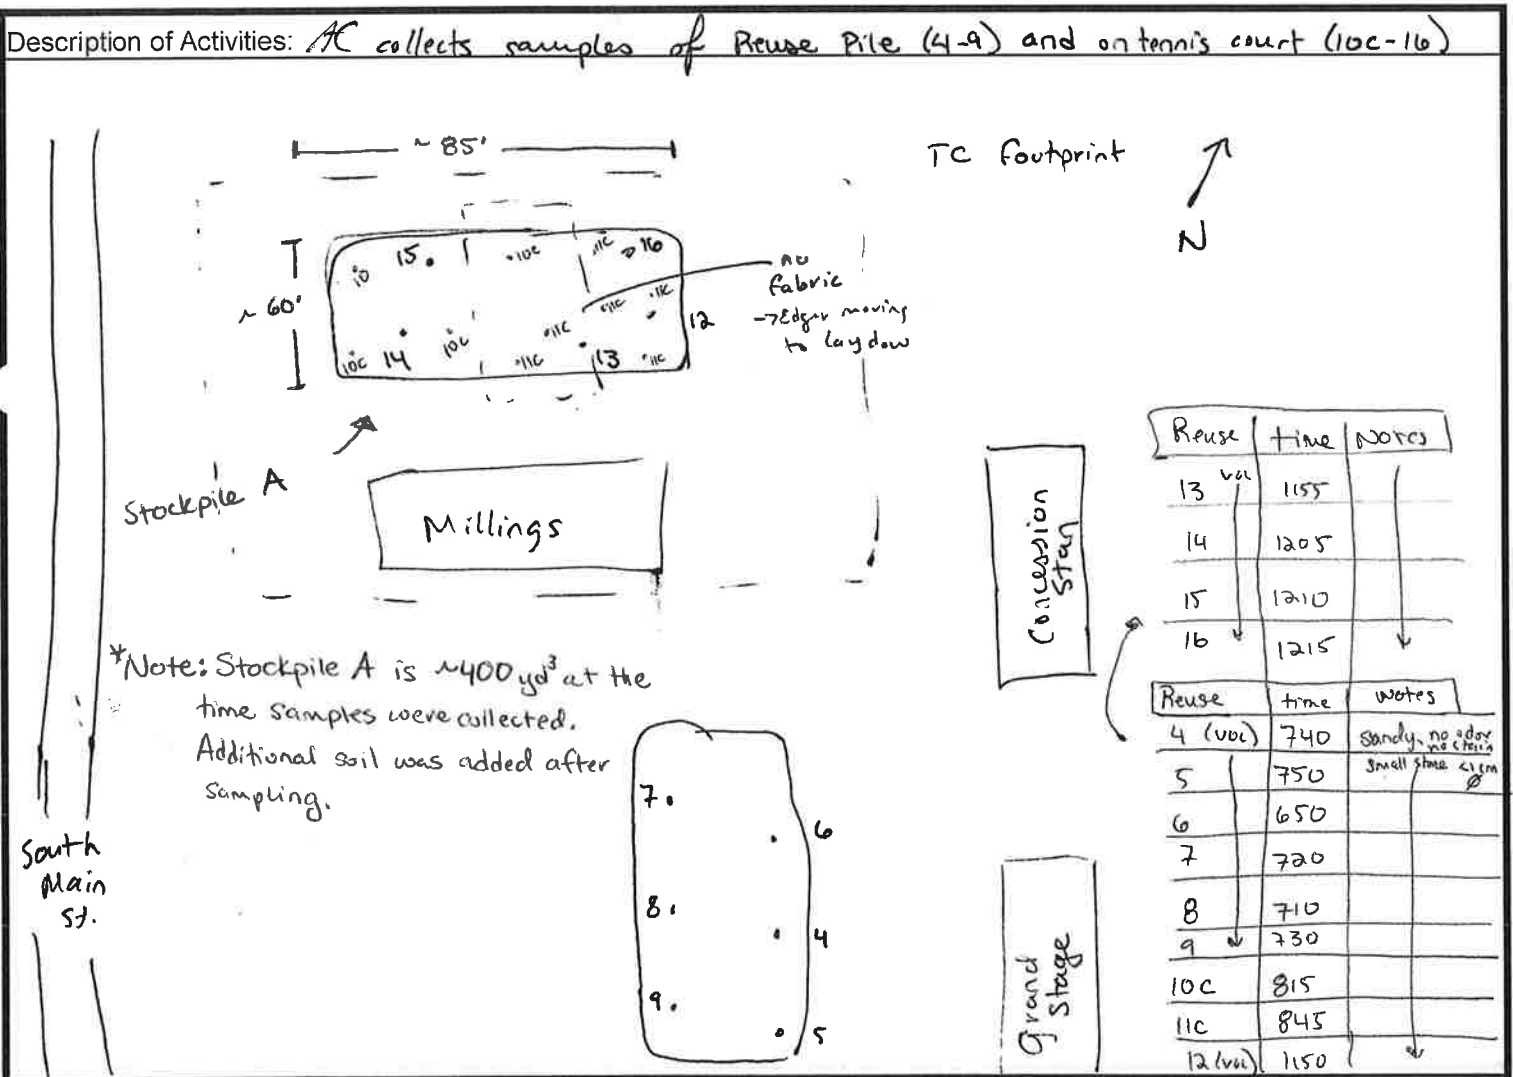 Description of Activities: AC collects samples of Reuse Pile (4-9) and on tennis court (10c-16)
~ 85'
TC Footprint
N
15.
10c
11c
16
10
no
fabric
→Edger moving
to laydow
~ 60'
11c
11c
12
10c
14
10c
11c
11c
13
11c
Stockpile A
Millings
Concession
Stan
Reuse time Notes
13 VOC 1155
14 1205
15 1210
16 1215
*Note: Stockpile A is ~400 yd³ at the
time samples were collected.
Additional soil was added after
sampling.
Reuse time notes
4 (VOC) 740 sandy, no odor
no stain
5 750 small stone <1cm
Ø
6 650
7 720
8 710
9 730
10C 815
11C 845
12 (VOC) 1150
7.
6
8.
4
9.
5
South
Main
St.
Grand
Stage